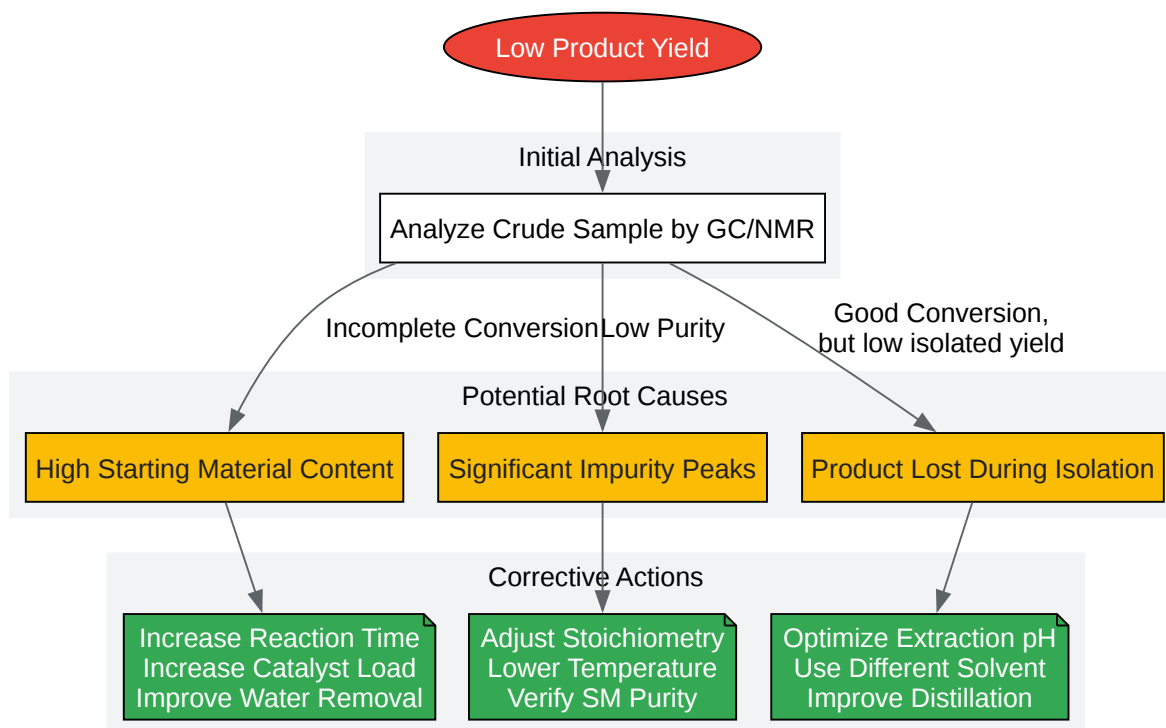 Low Product Yield
Initial Analysis
Analyze Crude Sample by GC/NMR
Incomplete Conversion
Low Purity
Good Conversion,
but low isolated yield
Potential Root Causes
High Starting Material Content
Significant Impurity Peaks
Product Lost During Isolation
Corrective Actions
Increase Reaction Time
Increase Catalyst Load
Improve Water Removal
Adjust Stoichiometry
Lower Temperature
Verify SM Purity
Optimize Extraction pH
Use Different Solvent
Improve Distillation